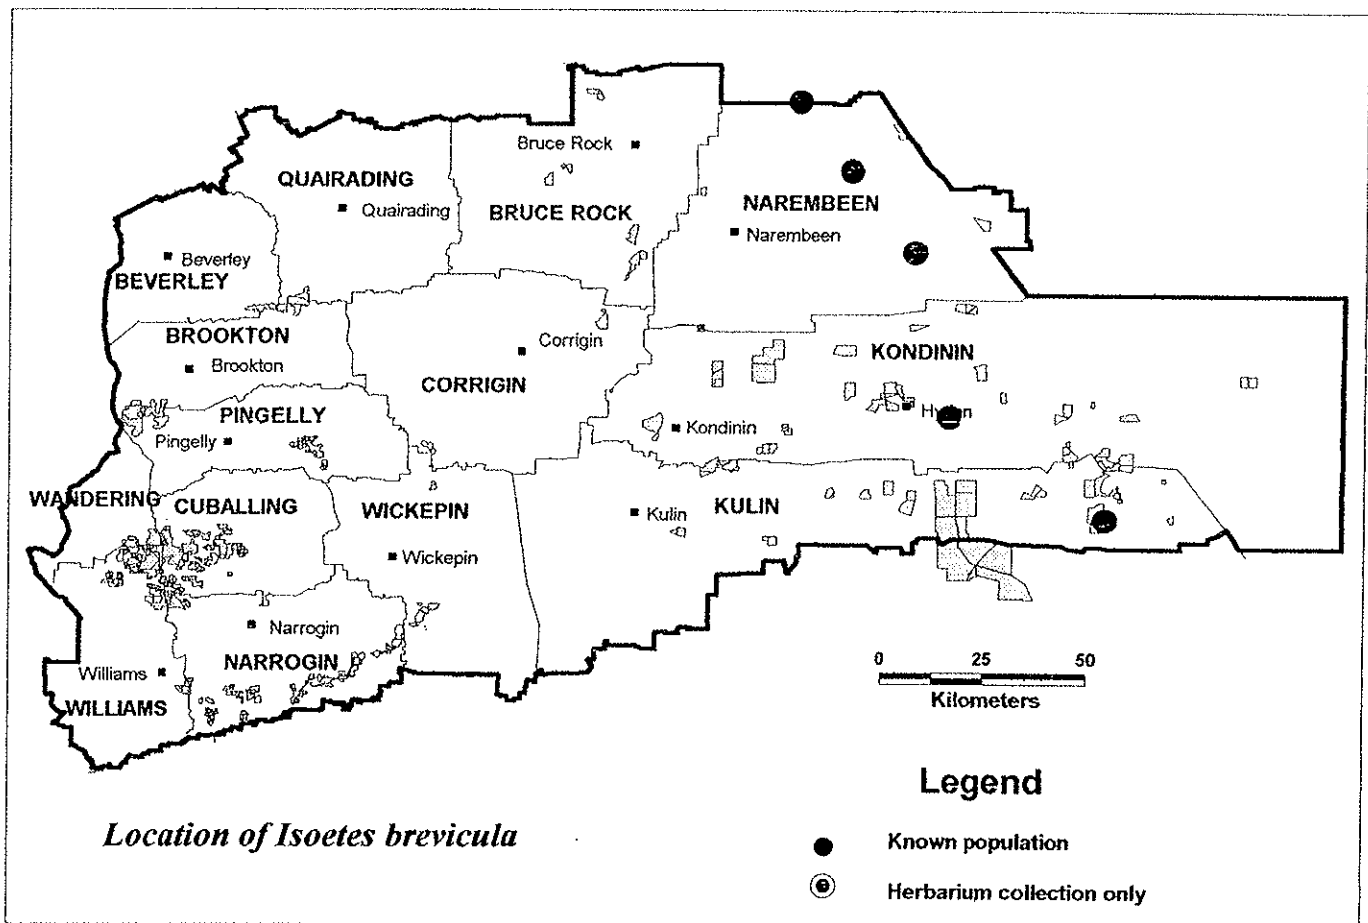 Bruce Rock
QUAIRADING
Quairading
BRUCE ROCK
NAREMBEEN
Narembeen
Beverley
BEVERLEY
BROOKTON
Brookton
Corrigin
CORRIGIN
KONDININ
PINGELLY
Pingelly
Kondinin
WANDERING
CUBALLING
WICKEPIN
Wickepin
Kulin
KULIN
Narrogin
NARROGIN
Williams
WILLIAMS
0 25 50
Kilometers
Legend
Location of Isoetes brevicula
Known population
Herbarium collection only